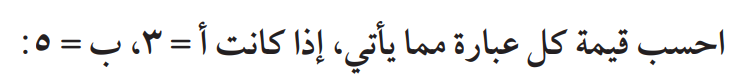 احسب قيمة كل عبارة مما يأتي، إذا كانت أ = ٣، ب = ٥ :